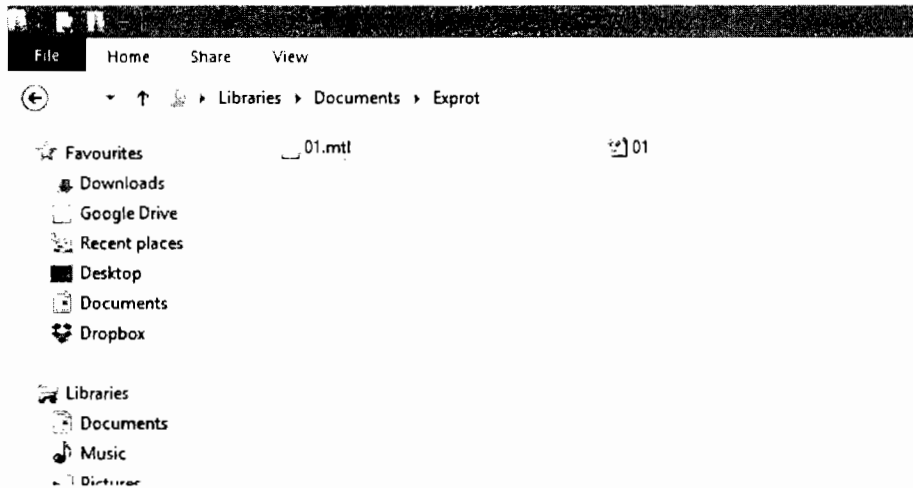 File Home Share View
Libraries Documents Exprot
Favourites
Downloads
Google Drive
Recent places
Desktop
Documents
Dropbox
Libraries
Documents
Music
Pictures
01.mtl
01